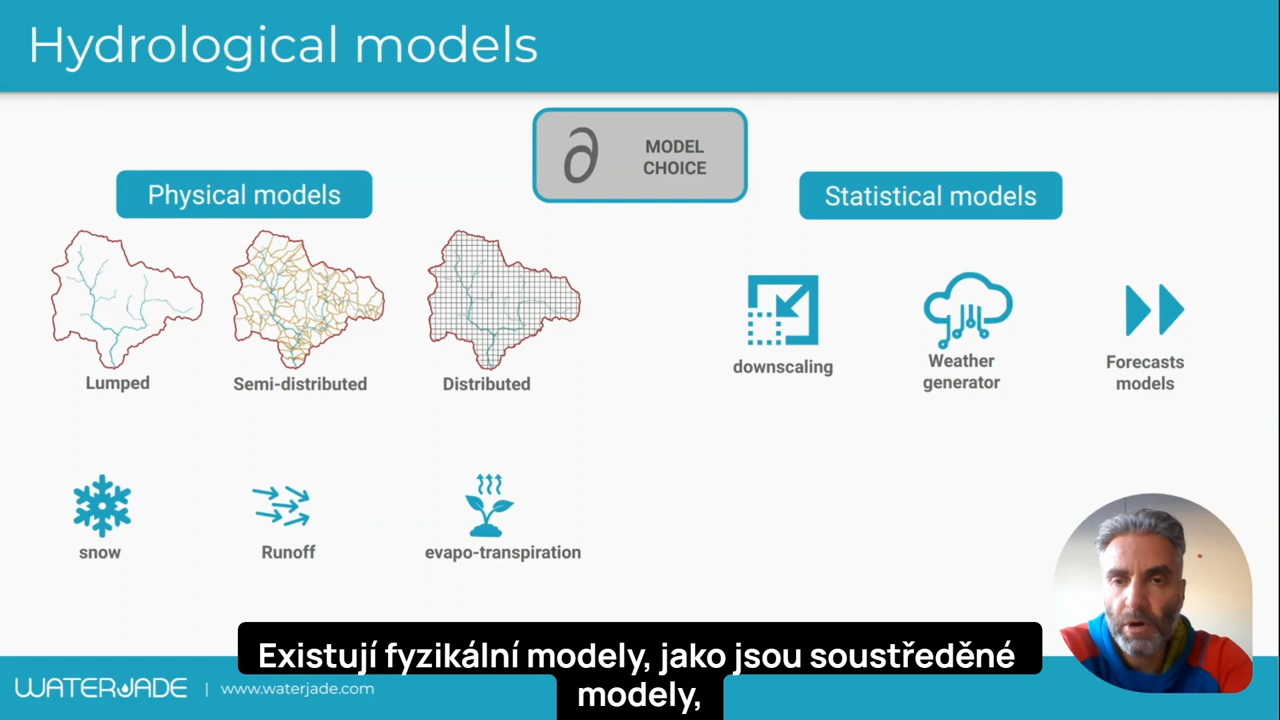 Hydrological models
MODEL
CHOICE
Physical models
Statistical models
Lumped
Semi-distributed
Distributed
downscaling
Weather
generator
Forecasts
models
snow
Runoff
evapo-transpiration
Existují fyzikální modely, jako jsou soustředěné
modely,
WATERJADE | www.waterjade.com